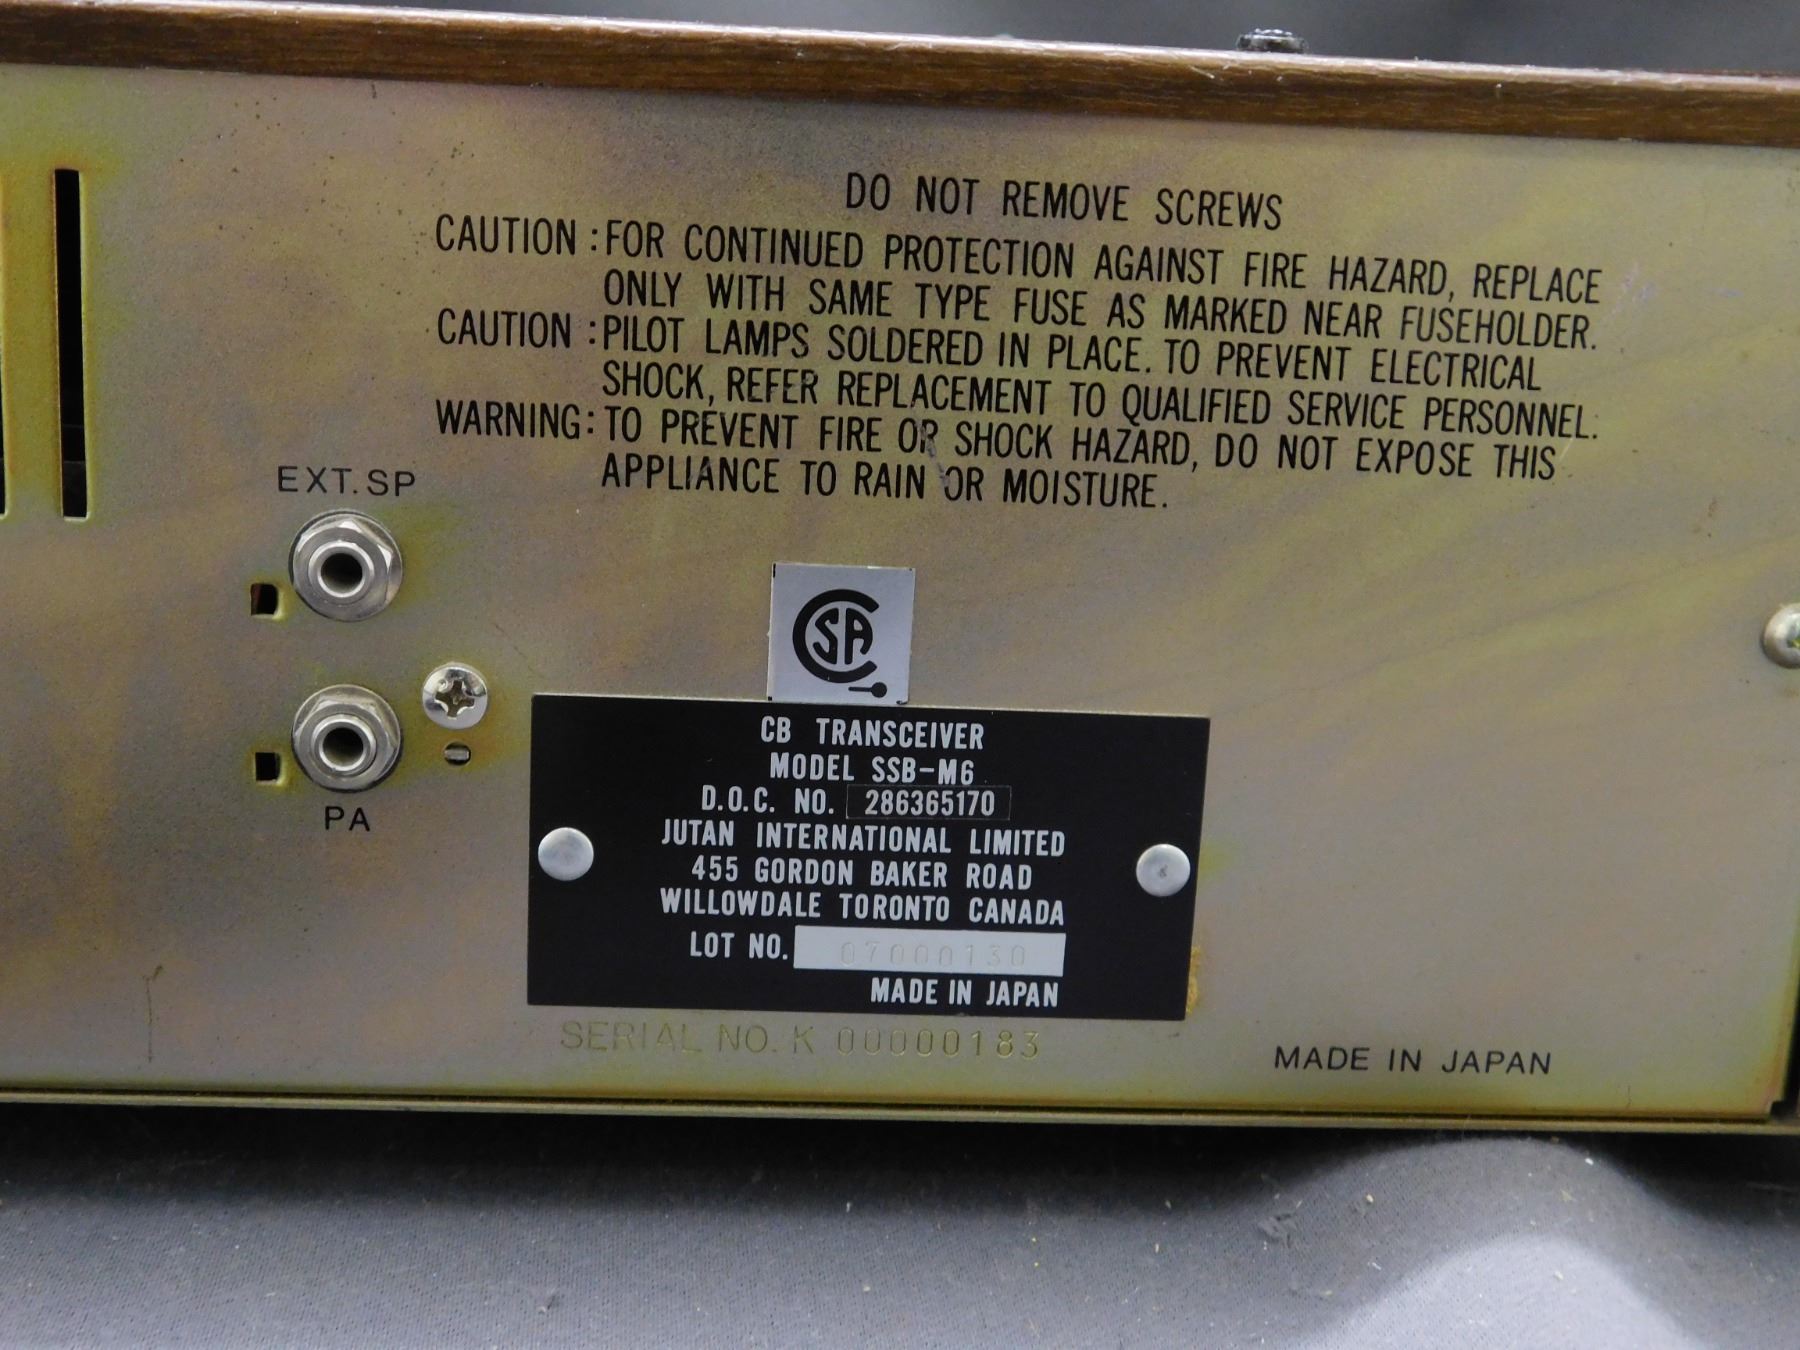 DO NOT REMOVE SCREWS
CAUTION : FOR CONTINUED PROTECTION AGAINST FIRE HAZARD, REPLACE
ONLY WITH SAME TYPE FUSE AS MARKED NEAR FUSEHOLDER.
CAUTION : PILOT LAMPS SOLDERED IN PLACE. TO PREVENT ELECTRICAL
SHOCK, REFER REPLACEMENT TO QUALIFIED SERVICE PERSONNEL.
WARNING: TO PREVENT FIRE OR SHOCK HAZARD, DO NOT EXPOSE THIS
APPLIANCE TO RAIN OR MOISTURE.
EXT. SP
PA
CSA
CB TRANSCEIVER
MODEL SSB-M6
D.O.C. NO. 286365170
JUTAN INTERNATIONAL LIMITED
455 GORDON BAKER ROAD
WILLOWDALE TORONTO CANADA
LOT NO. 07000130
MADE IN JAPAN
SERIAL NO. K 00000183
MADE IN JAPAN